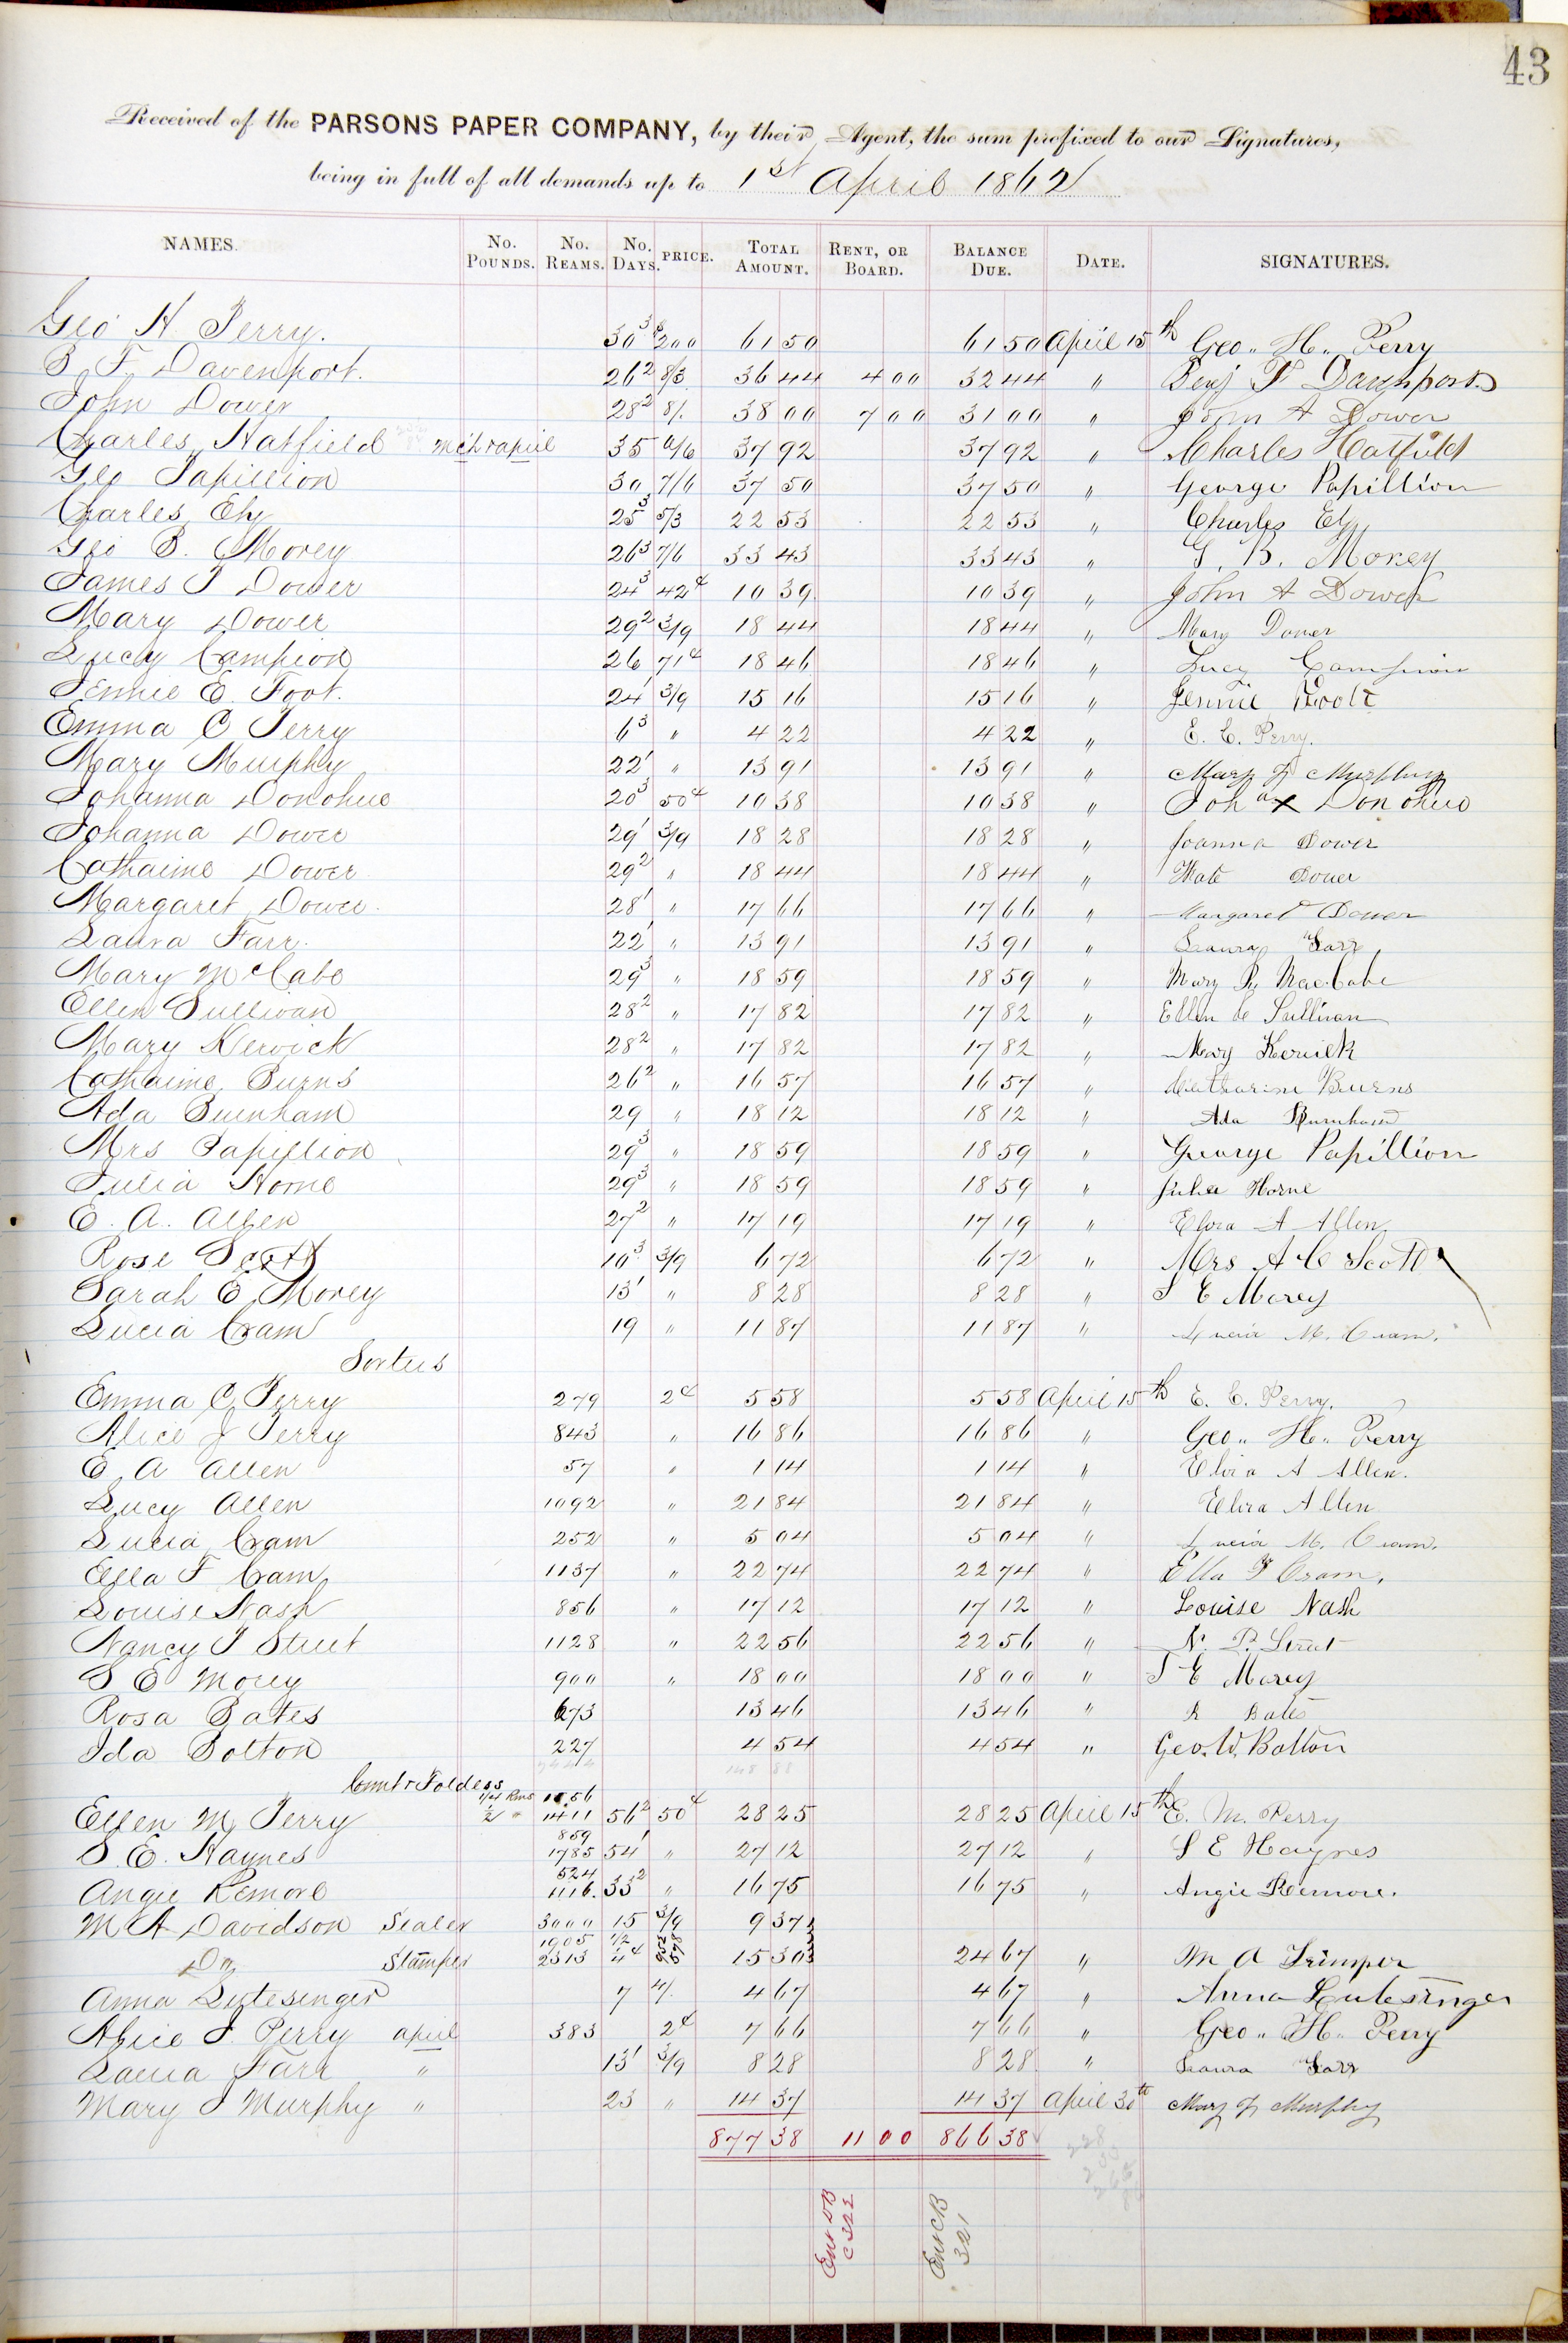 43
Received of the PARSONS PAPER COMPANY, by their Agent, the sum prefixed to our Signatures,
being in full of all demands up to 1st April 1862
NAMES. No. Pounds. No. Reams. No. Days. PRICE. Total Amount. Rent, or Board. Balance Due. Date. SIGNATURES.
Geo H Perry. 30 3 200 61 50 61 50 April 15th Geo. H. Perry
B. F. Davenport. 26 2 8/3 36 44 4 00 32 44 " Benj F Davenport
John Dower 28 2 8/. 38 00 7 00 31 00 " John A Dower
Charles Hatfield Mch & april 35 37 92 37 92 " Charles Hatfield
Geo Papillion 30 7/6 37 50 37 50 " George Papillion
Charles Ely 25 3 5/3 22 53 22 53 " Charles Ely
Geo B. Morey 26 3 7/6 33 43 33 43 " G. B. Morey
James P Dower 24 3 42¢ 10 39 10 39 " John A Dower
Mary Dower 29 2 3/9 18 44 18 44 " Mary Dower
Lucy Campion 26 71¢ 18 46 18 46 " Lucy Campion
Jennie E. Foot. 24 1 3/9 15 16 15 16 " Jennie Foote
Emma C Perry 6 3 " 4 22 4 22 " E. C. Perry.
Mary Murphy 22 1 " 13 91 13 91 " Mary J Murphy
Johanna Donohue 20 3 50¢ 10 38 10 38 " Joh a x Donohue
Johanna Dower 29 1 3/9 18 28 18 28 " Joanna Dower
Cathaine Dower 29 2 " 18 44 18 44 " Kate Dower
Margaret Dower. 28 1 " 17 66 17 66 " Margaret Dower
Laura Farr. 22 1 " 13 91 13 91 " Laura Farr
Mary McCabe 29 3 " 18 59 18 59 " Mary MacCabe
Ellen Sullivan 28 2 " 17 82 17 82 " Ellen Sullivan
Mary Kervick 28 2 " 17 82 17 82 " Mary Kervick
Cathaine Burns 26 2 " 16 57 16 57 " Catharine Burns
Ada Burnham 29 " 18 12 18 12 " Ada Burnham
Mrs Papillion 29 3 " 18 59 18 59 " George Papillion
Julia Horne 29 3 " 18 59 18 59 " Julia Horne
E. A. Allen 27 2 " 17 19 17 19 " Elvira A Allen
Rose Scott 10 3 3/9 6 72 6 72 " Mrs A C Scott
Sarah E Morey 13 1 " 8 28 8 28 " S E Morey
Lucia Cram 19 " 11 87 11 87 " Lucia M. Cram.
Sorters
Emma C Perry 279 2¢ 5 58 5 58 April 15th E. C. Perry.
Alice J Perry 843 " 16 86 16 86 " Geo. H. Perry
E. A Allen 57 " 1 14 1 14 " Elvira A Allen.
Lucy Allen 1092 " 21 84 21 84 " Elvira Allen
Lucia Cram 252 " 5 04 5 04 " Lucia M. Cram.
Ella F Cram 1137 " 22 74 22 74 " Ella F Cram.
Louise Nash 856 " 17 12 17 12 " Louise Nash
Nancy P Street 1128 " 22 56 22 56 " N. P. Street
S E Morey 900 " 18 00 18 00 " S E Morey
Rosa Bates 673 13 46 13 46 " R Bates
Ida Bolton 227 4 54 4 54 " Geo. W. Bolton
Count & Folders
1/4 Rms 1056
Ellen M Perry 1/2 " 1411 56 2 50¢ 28 25 28 25 April 15th E. M. Perry
859
S. E. Haynes 1785 54 1 " 27 12 27 12 " S E Haynes
524
Angie Remore 1116. 33 2 " 16 75 16 75 " Angie Remore.
M A Davidson Sealer 3000 15 3/9 9 37
1905 1/2
Do Stamper 2313 4¢ 15 30 24 67 " M A Trimper
Anna 7 4/. 4 67 4 67 " Anna
Alice J. Perry april 383 2¢ 7 66 7 66 " Geo. H. Perry
Laura Farr " 13 1 3/9 8 28 8 28 " Laura Farr
Mary J Murphy " 23 " 14 37 14 37 April 30th Mary J Murphy
877 38 11 00 866 38
Ent DB C 322
Ent CB 321